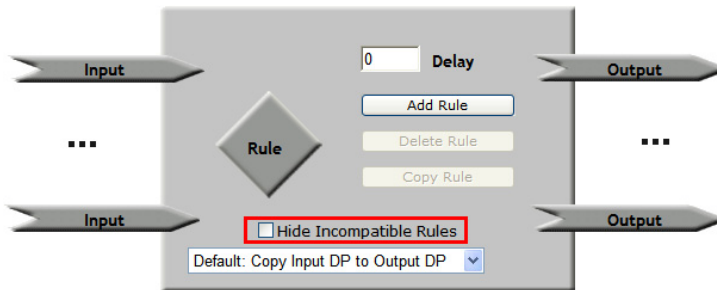 Input
0 Delay
Output
Add Rule
Rule
Delete Rule
...
...
Copy Rule
Input
Output
Hide Incompatible Rules
Default: Copy Input DP to Output DP